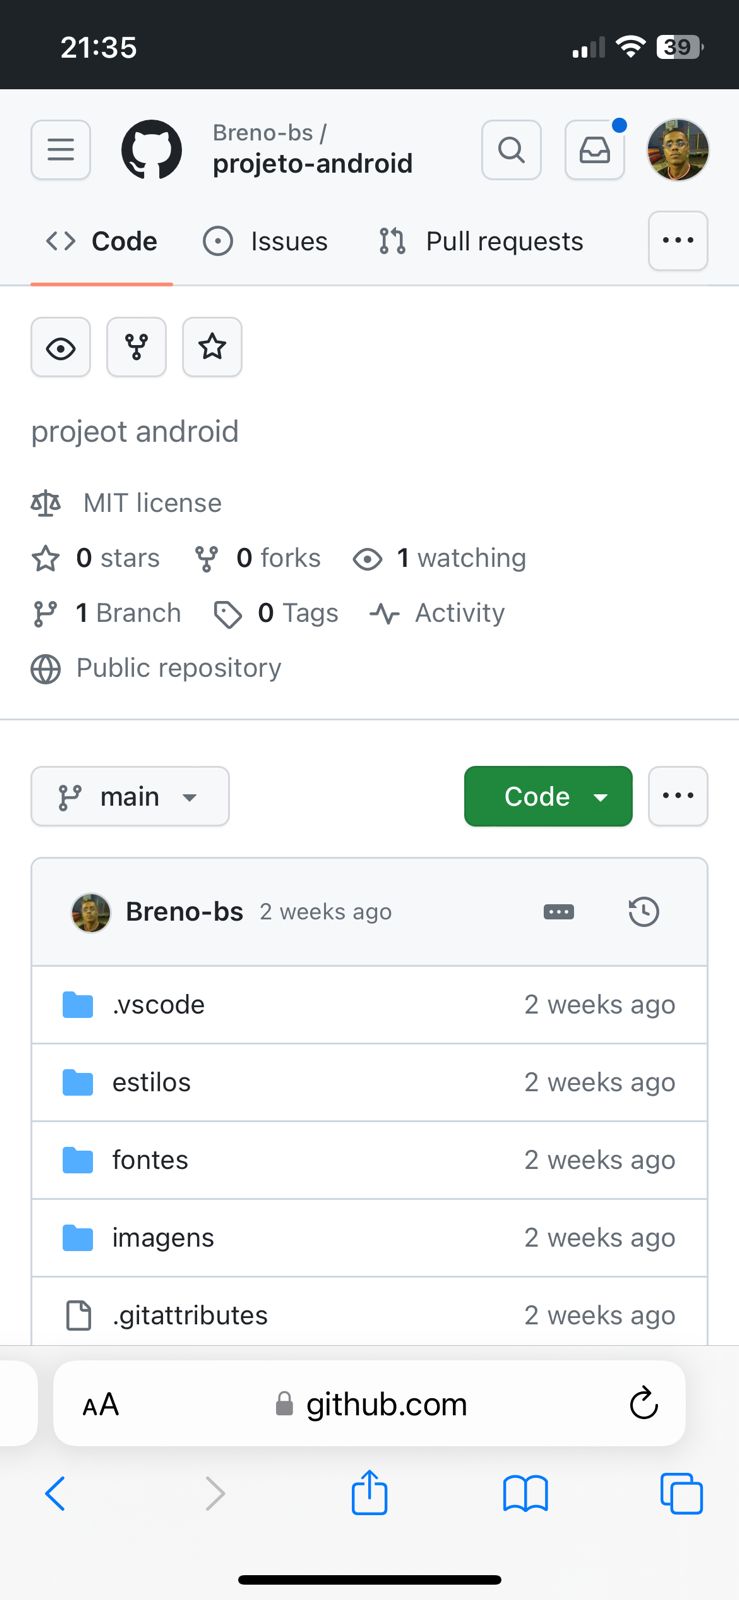 21:35
39
Breno-bs /
projeto-android
Code Issues Pull requests
projeot android
MIT license
0 stars 0 forks 1 watching
1 Branch 0 Tags Activity
Public repository
main Code
Breno-bs 2 weeks ago
.vscode 2 weeks ago
estilos 2 weeks ago
fontes 2 weeks ago
imagens 2 weeks ago
.gitattributes 2 weeks ago
AA github.com